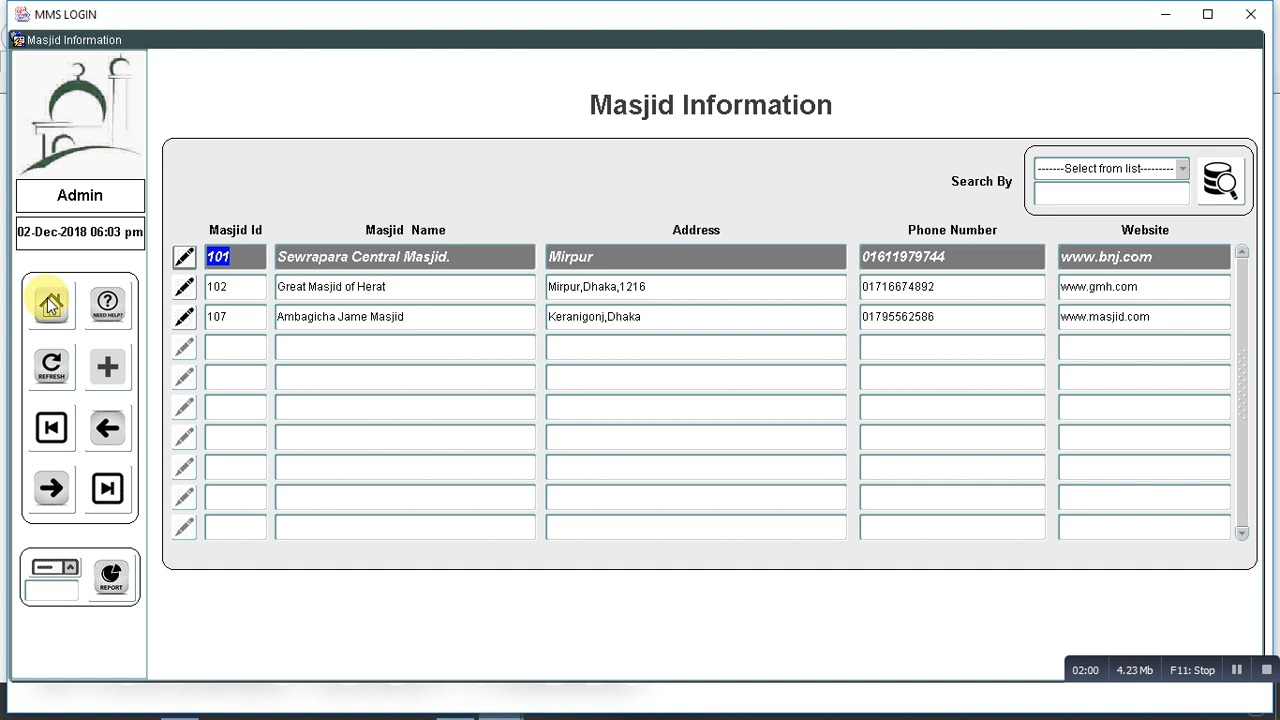 MMS LOGIN
Masjid Information
Masjid Information
Admin
02-Dec-2018 06:03 pm
NEED HELP?
REFRESH
REPORT
Search By
-------Select from list---------
Masjid Id Masjid Name Address Phone Number Website
101 Sewrapara Central Masjid. Mirpur 01611979744 www.bnj.com
102 Great Masjid of Herat Mirpur,Dhaka,1216 01716674892 www.gmh.com
107 Ambagicha Jame Masjid Keranigonj,Dhaka 01795562586 www.masjid.com
02:00 4.23 Mb F11: Stop